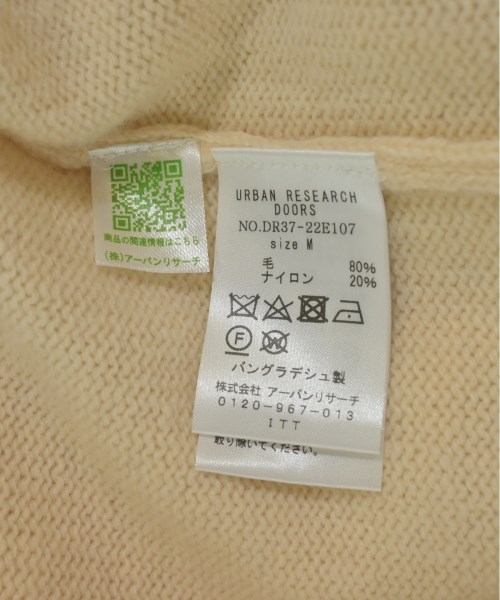 商品の関連情報はこちら
(株)アーバンリサーチ
URBAN RESEARCH
DOORS
NO.DR37-22E107
size M
毛 80%
ナイロン 20%
F
W
バングラデシュ製
株式会社 アーバンリサーチ
0120-967-013
ITT
取り除いてください。